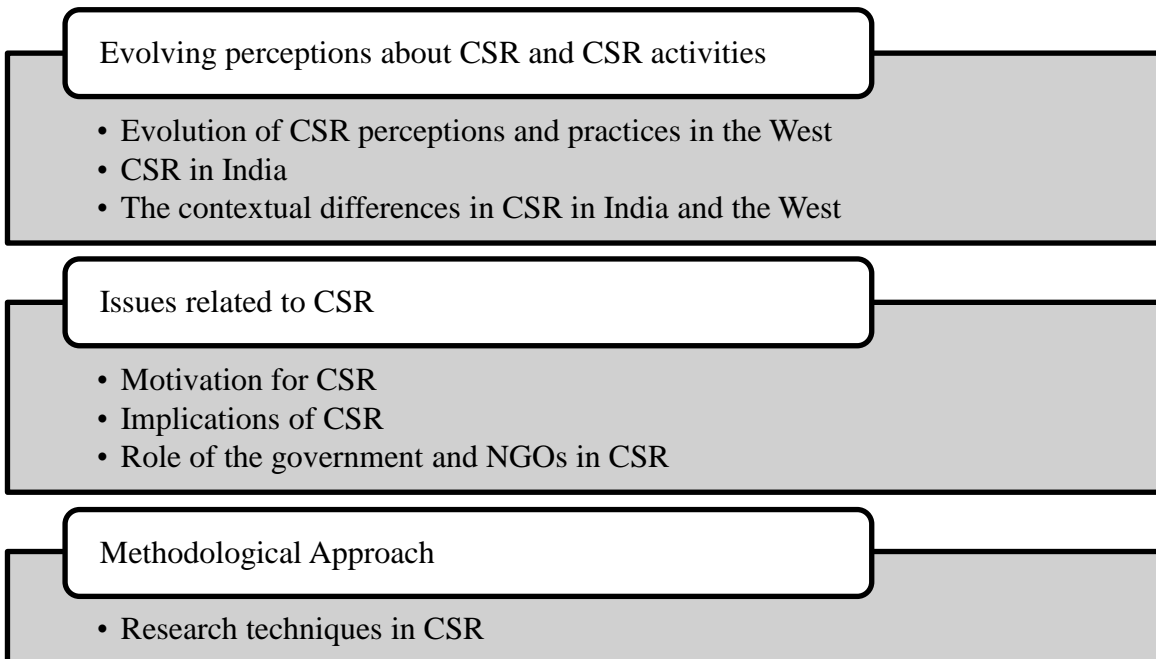 Evolving perceptions about CSR and CSR activities
• Evolution of CSR perceptions and practices in the West
• CSR in India
• The contextual differences in CSR in India and the West
Issues related to CSR
• Motivation for CSR
• Implications of CSR
• Role of the government and NGOs in CSR
Methodological Approach
• Research techniques in CSR